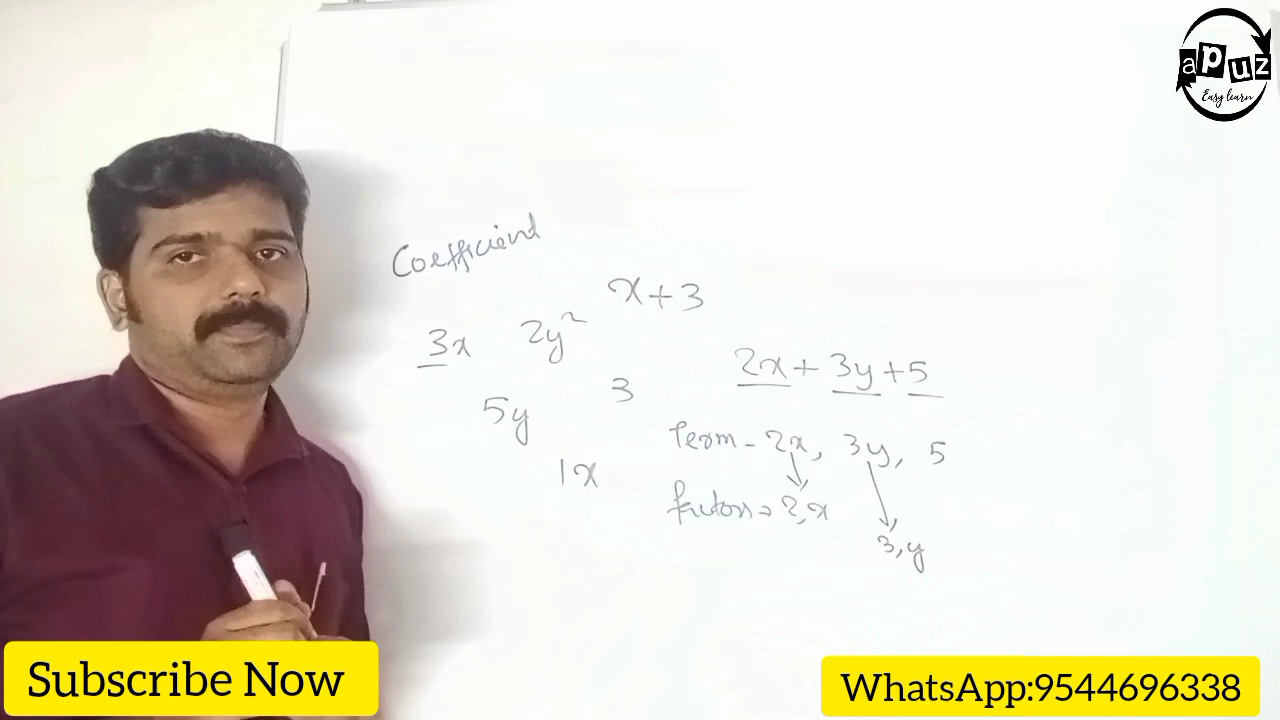 apuz
Easy learn
Coefficient
x+3
3x 2y²
2x+3y+5
5y 3
Term - 2x, 3y, 5
1x
factors = 2,x
3,y
Subscribe Now
WhatsApp:9544696338